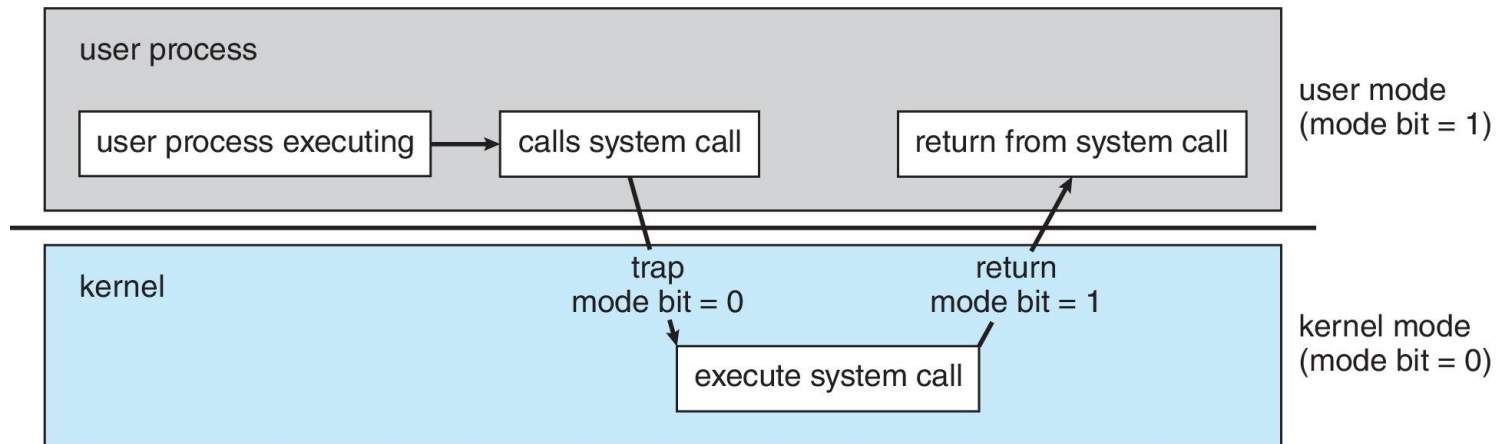 user process
user process executing
calls system call
return from system call
user mode
(mode bit = 1)
kernel
trap
mode bit = 0
return
mode bit = 1
execute system call
kernel mode
(mode bit = 0)